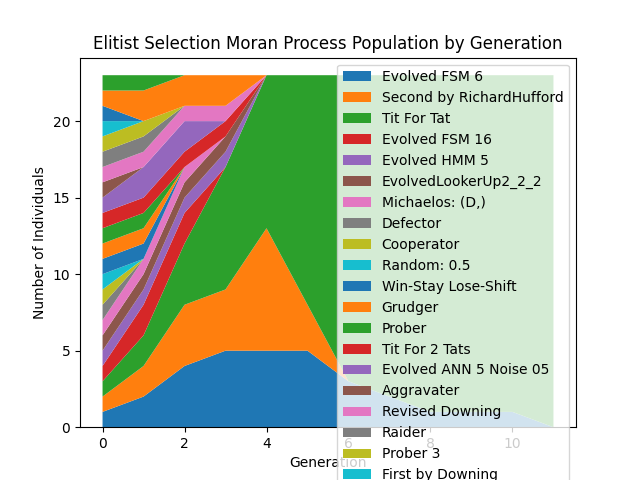 Elitist Selection Moran Process Population by Generation
Number of Individuals
20
15
10
5
0
0 2 4 6 8 10
Generation
Evolved FSM 6
Second by RichardHufford
Tit For Tat
Evolved FSM 16
Evolved HMM 5
EvolvedLookerUp2_2_2
Michaelos: (D,)
Defector
Cooperator
Random: 0.5
Win-Stay Lose-Shift
Grudger
Prober
Tit For 2 Tats
Evolved ANN 5 Noise 05
Aggravater
Revised Downing
Raider
Prober 3
First by Downing